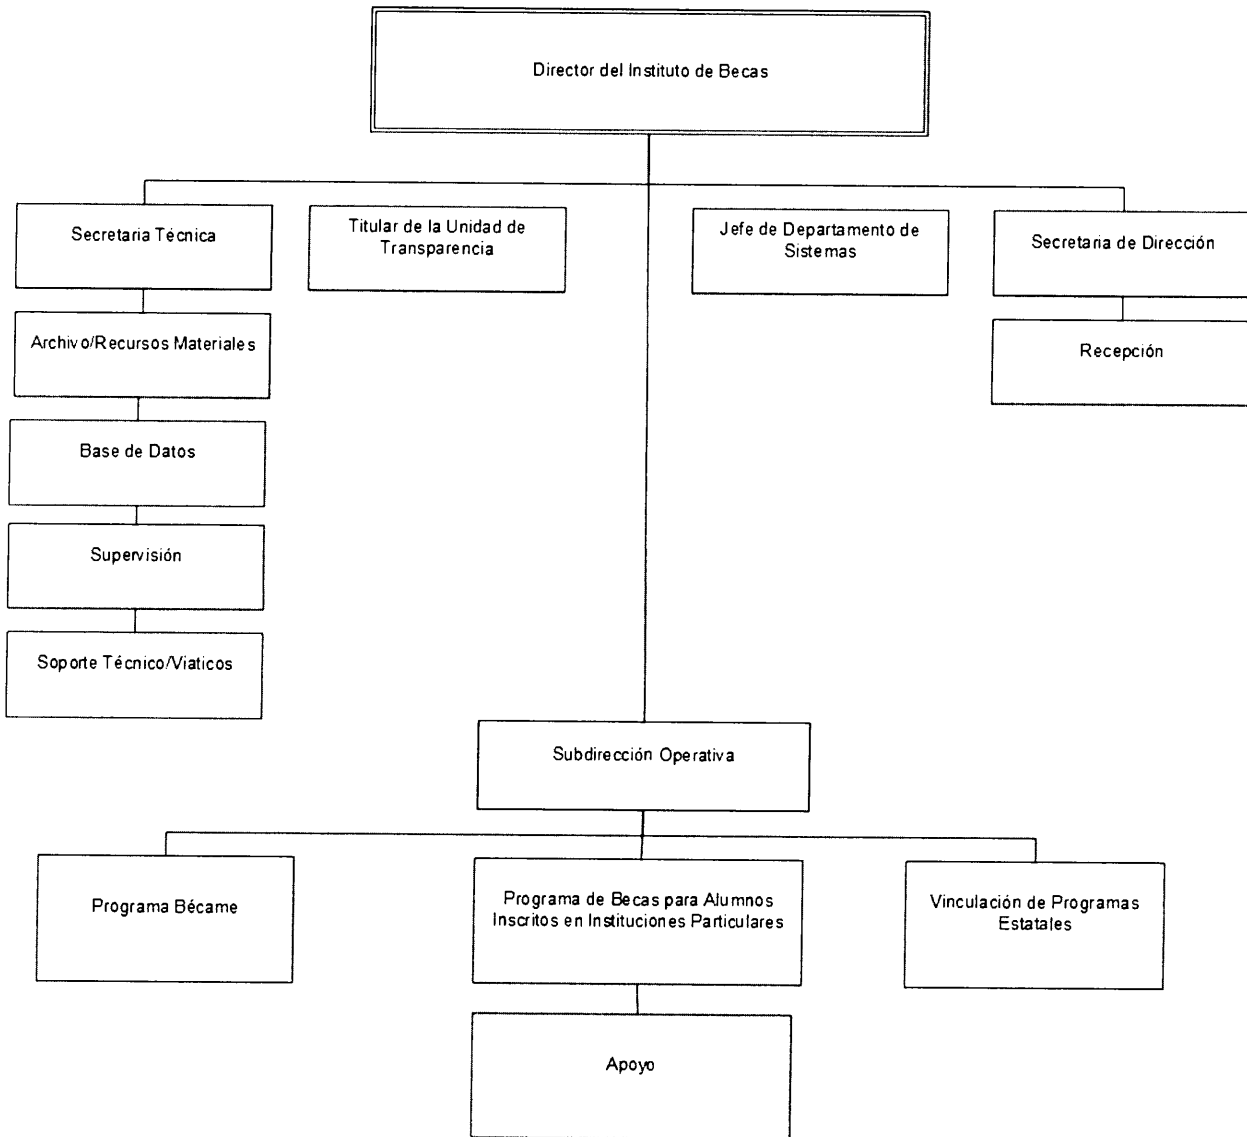 Director del Instituto de Becas
Secretaria Técnica
Titular de la Unidad de
Transparencia
Jefe de Departamento de
Sistemas
Secretaria de Dirección
Archivo/Recursos Materiales
Recepción
Base de Datos
Supervisión
Soporte Técnico/Viaticos
Subdirección Operativa
Programa Bécame
Programa de Becas para Alumnos
Inscritos en Instituciones Particulares
Vinculación de Programas
Estatales
Apoyo